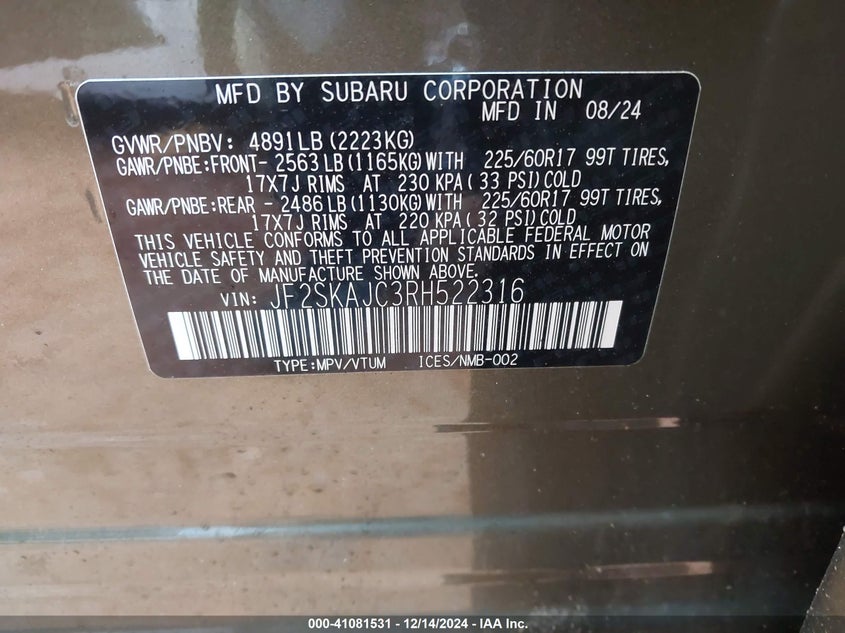 MFD BY SUBARU CORPORATION
MFD IN 08/24
GVWR/PNBV: 4891LB (2223KG)
GAWR/PNBE:FRONT- 2563LB (1165KG)WITH 225/60R17 99T TIRES,
17X7J RIMS AT 230 KPA( 33 PSI)COLD
GAWR/PNBE:REAR - 2486LB (1130KG)WITH 225/60R17 99T TIRES,
17X7J RIMS AT 220 KPA( 32 PSI)COLD
THIS VEHICLE CONFORMS TO ALL APPLICABLE FEDERAL MOTOR
VEHICLE SAFETY AND THEFT PREVENTION STANDARDS IN EFFECT ON
THE DATE OF MANUFACTURE SHOWN ABOVE.
VIN: JF2SKAJC3RH522316
TYPE:MPV/VTUM ICES/NMB-002
000-41081531 - 12/14/2024 - IAA Inc.